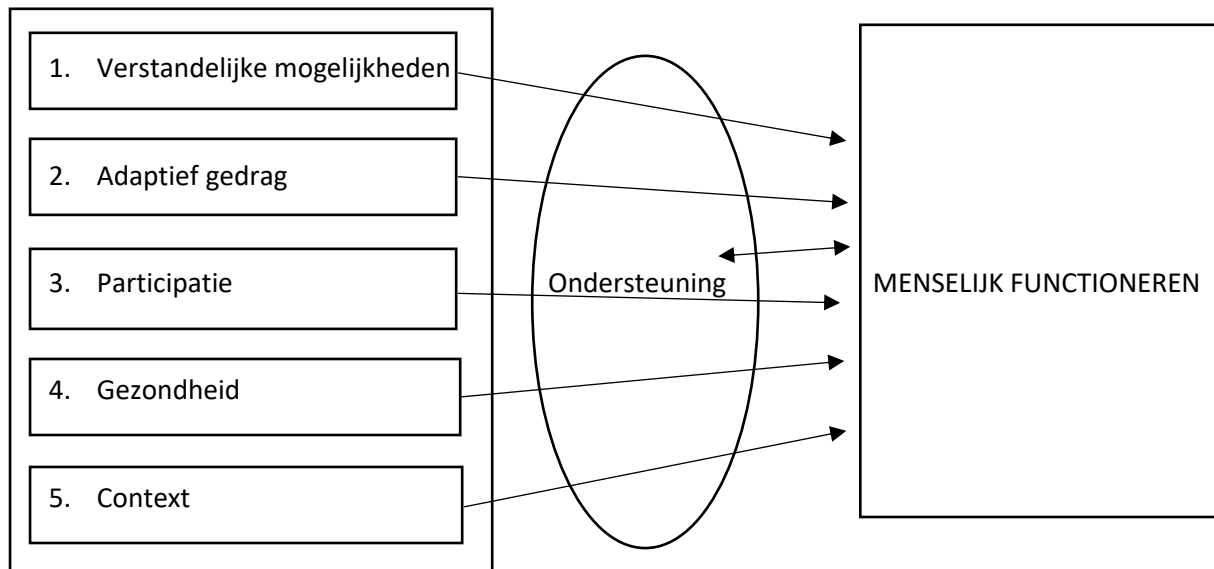 1. Verstandelijke mogelijkheden
2. Adaptief gedrag
3. Participatie
4. Gezondheid
5. Context
Ondersteuning
MENSELIJK FUNCTIONEREN